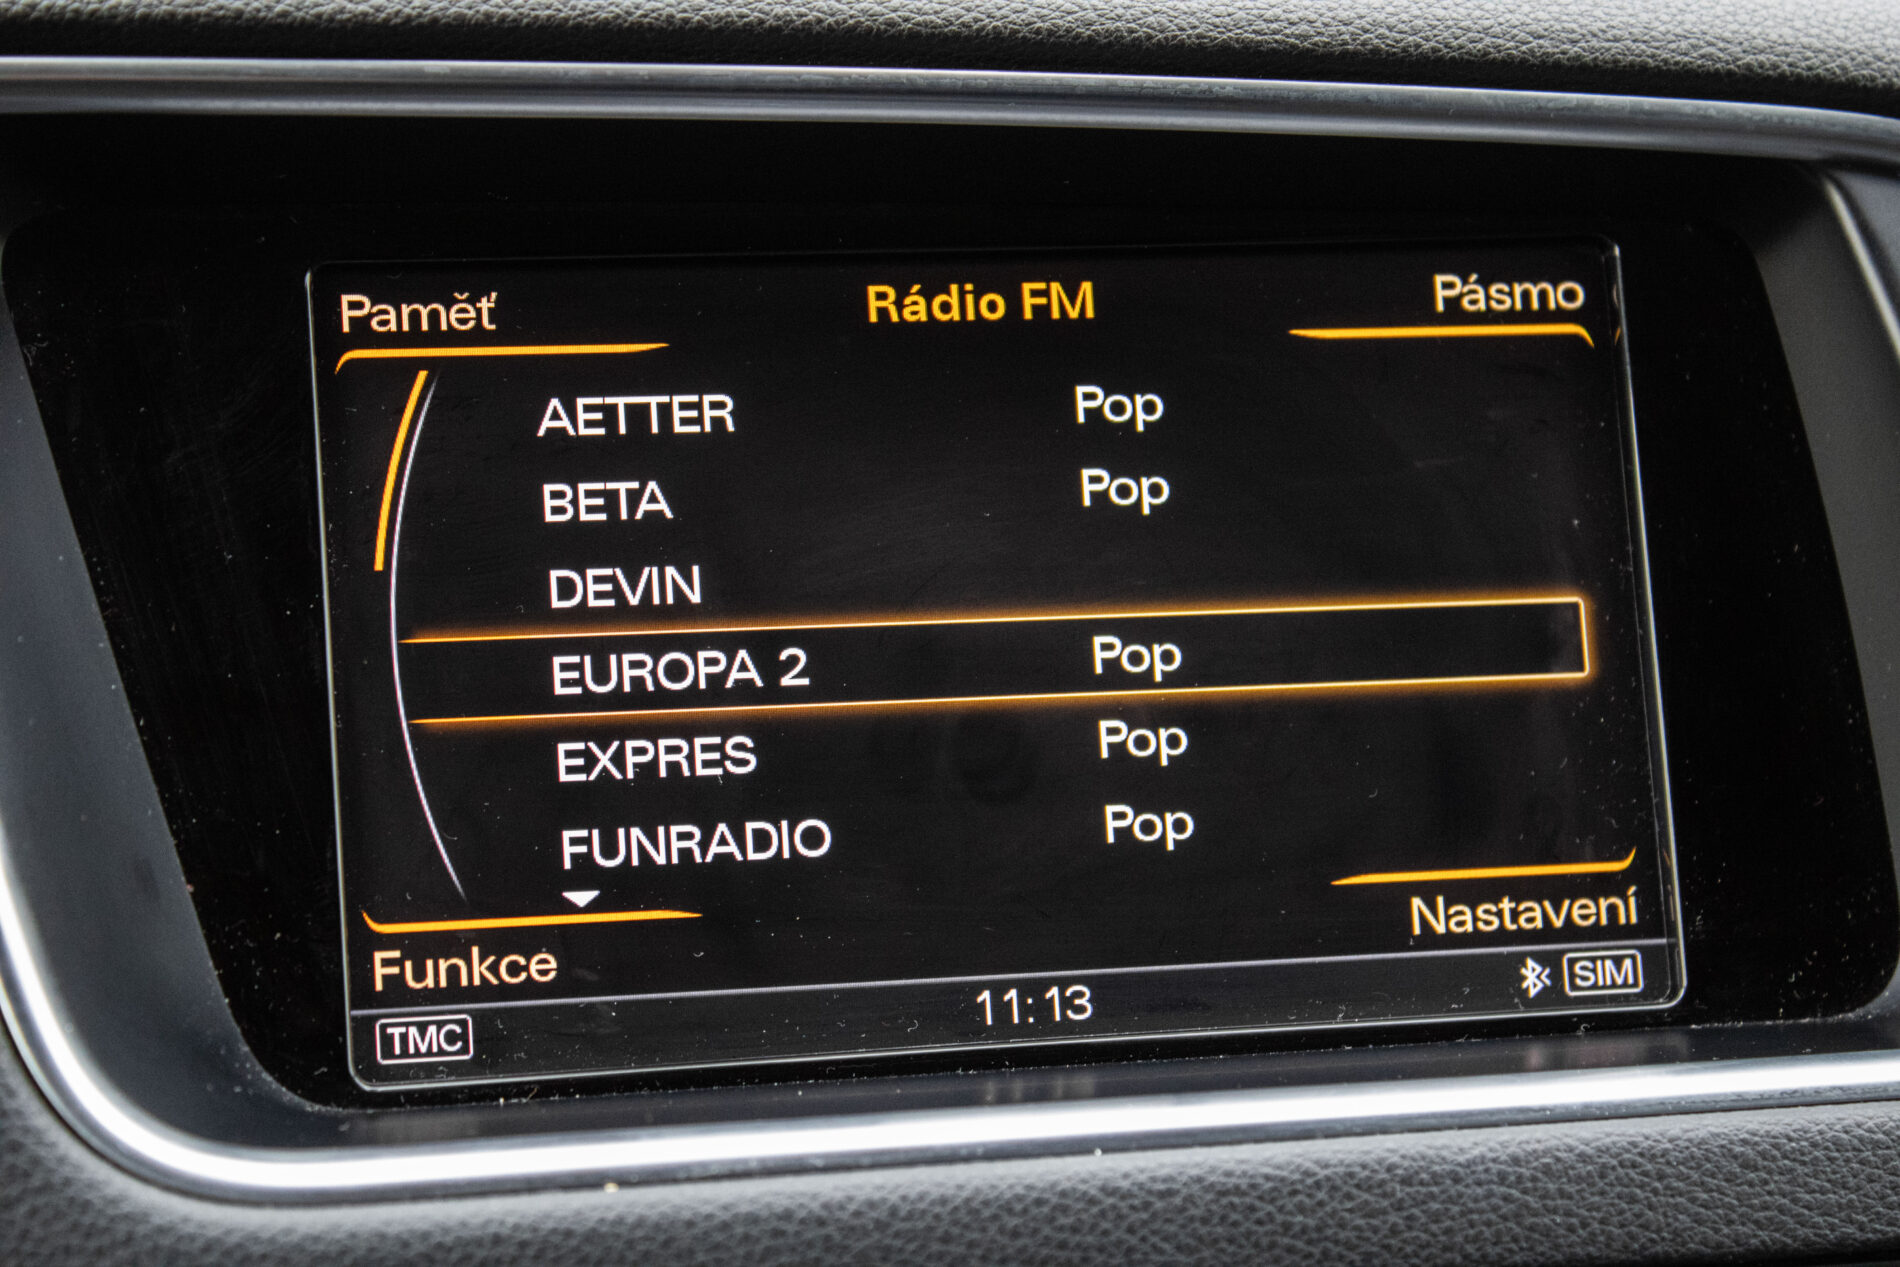 Paměť Rádio FM Pásmo
AETTER Pop
BETA Pop
DEVIN
EUROPA 2 Pop
EXPRES Pop
FUNRADIO Pop
Funkce Nastavení
TMC 11:13 SIM